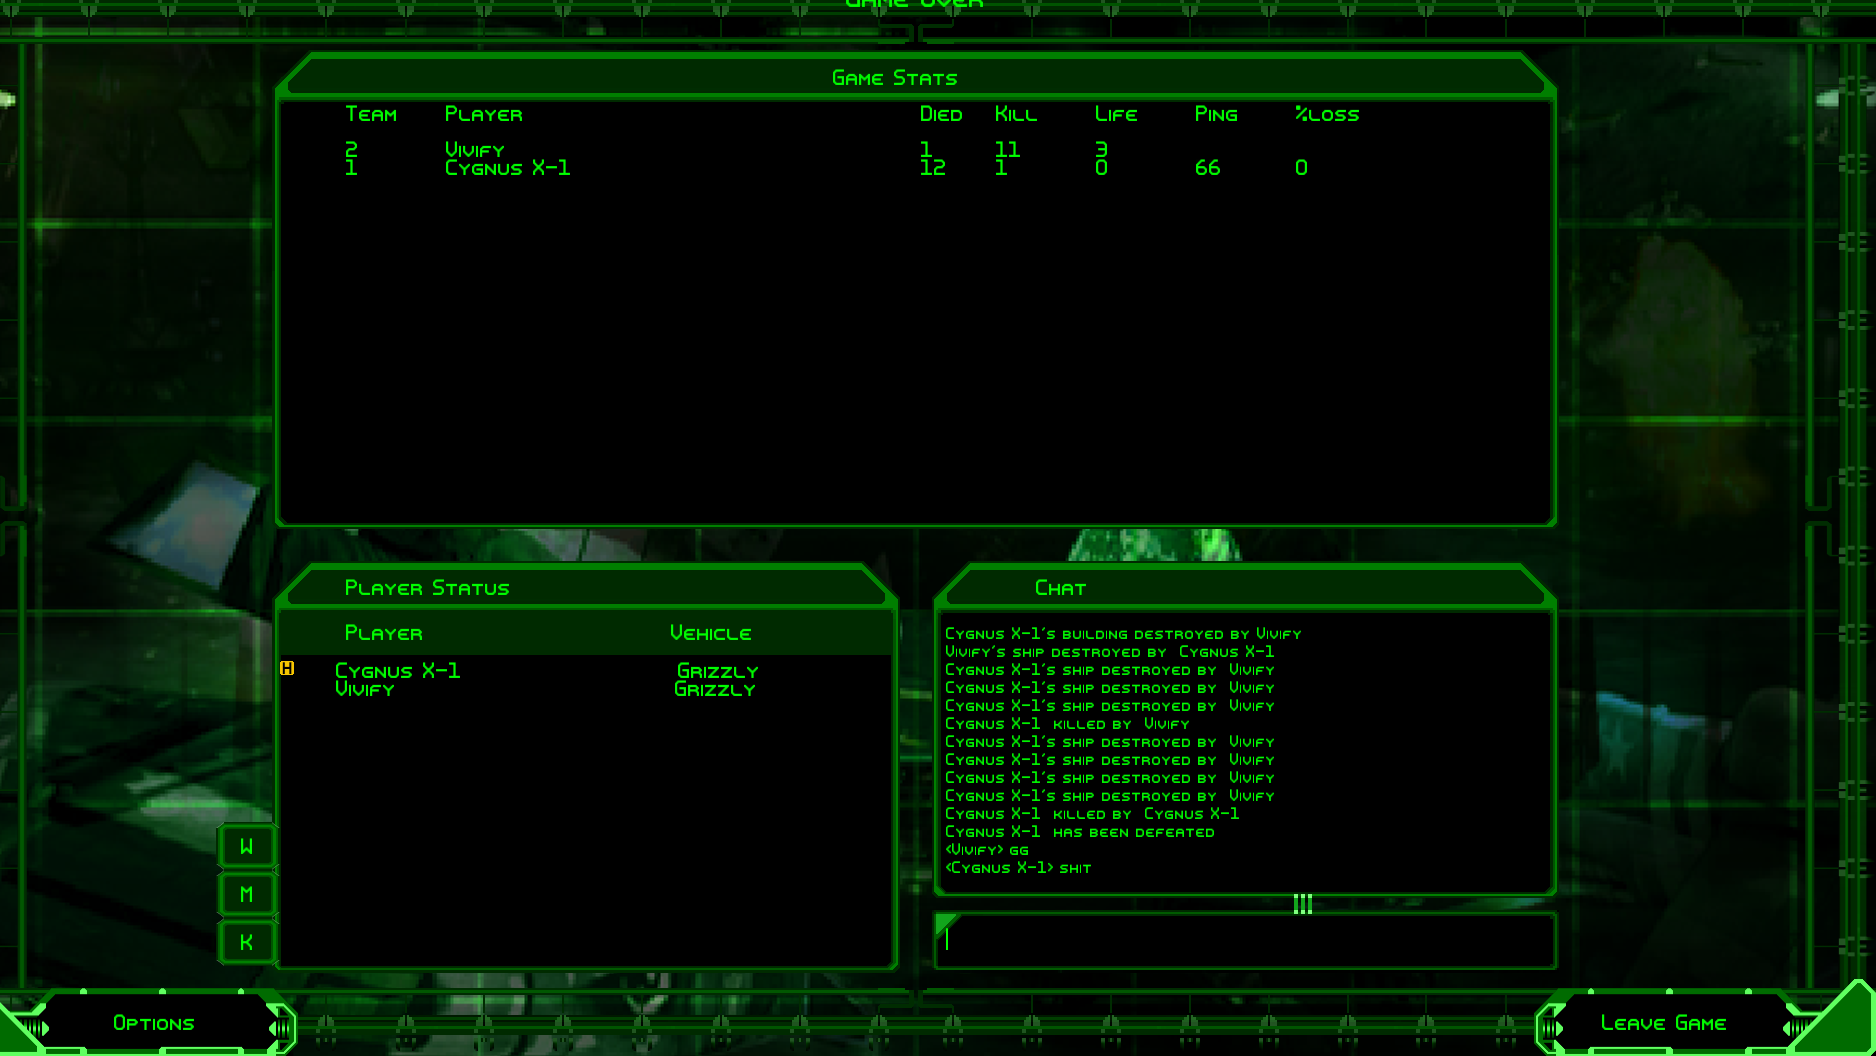 Game Over
Game Stats
Team Player Died Kill Life Ping %loss
2 Vivify 1 11 3
1 Cygnus X-1 12 1 0 66 0
Player Status
Player Vehicle
H Cygnus X-1 Grizzly
Vivify Grizzly
W
M
K
Chat
Cygnus X-1's building destroyed by Vivify
Vivify's ship destroyed by Cygnus X-1
Cygnus X-1's ship destroyed by Vivify
Cygnus X-1's ship destroyed by Vivify
Cygnus X-1's ship destroyed by Vivify
Cygnus X-1 killed by Vivify
Cygnus X-1's ship destroyed by Vivify
Cygnus X-1's ship destroyed by Vivify
Cygnus X-1's ship destroyed by Vivify
Cygnus X-1's ship destroyed by Vivify
Cygnus X-1 killed by Cygnus X-1
Cygnus X-1 has been defeated
<Vivify> gg
<Cygnus X-1> shit
Options
Leave Game